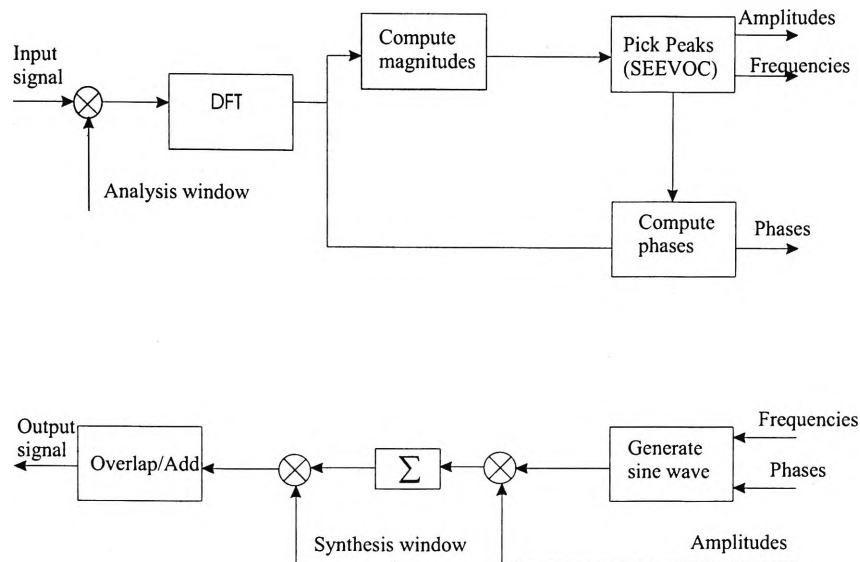 Input
signal
Analysis window
DFT
Compute
magnitudes
Pick Peaks
(SEEVOC)
Amplitudes
Frequencies
Compute
phases
Phases
Output
signal
Overlap/Add
Synthesis window
Σ
Generate
sine wave
Frequencies
Phases
Amplitudes